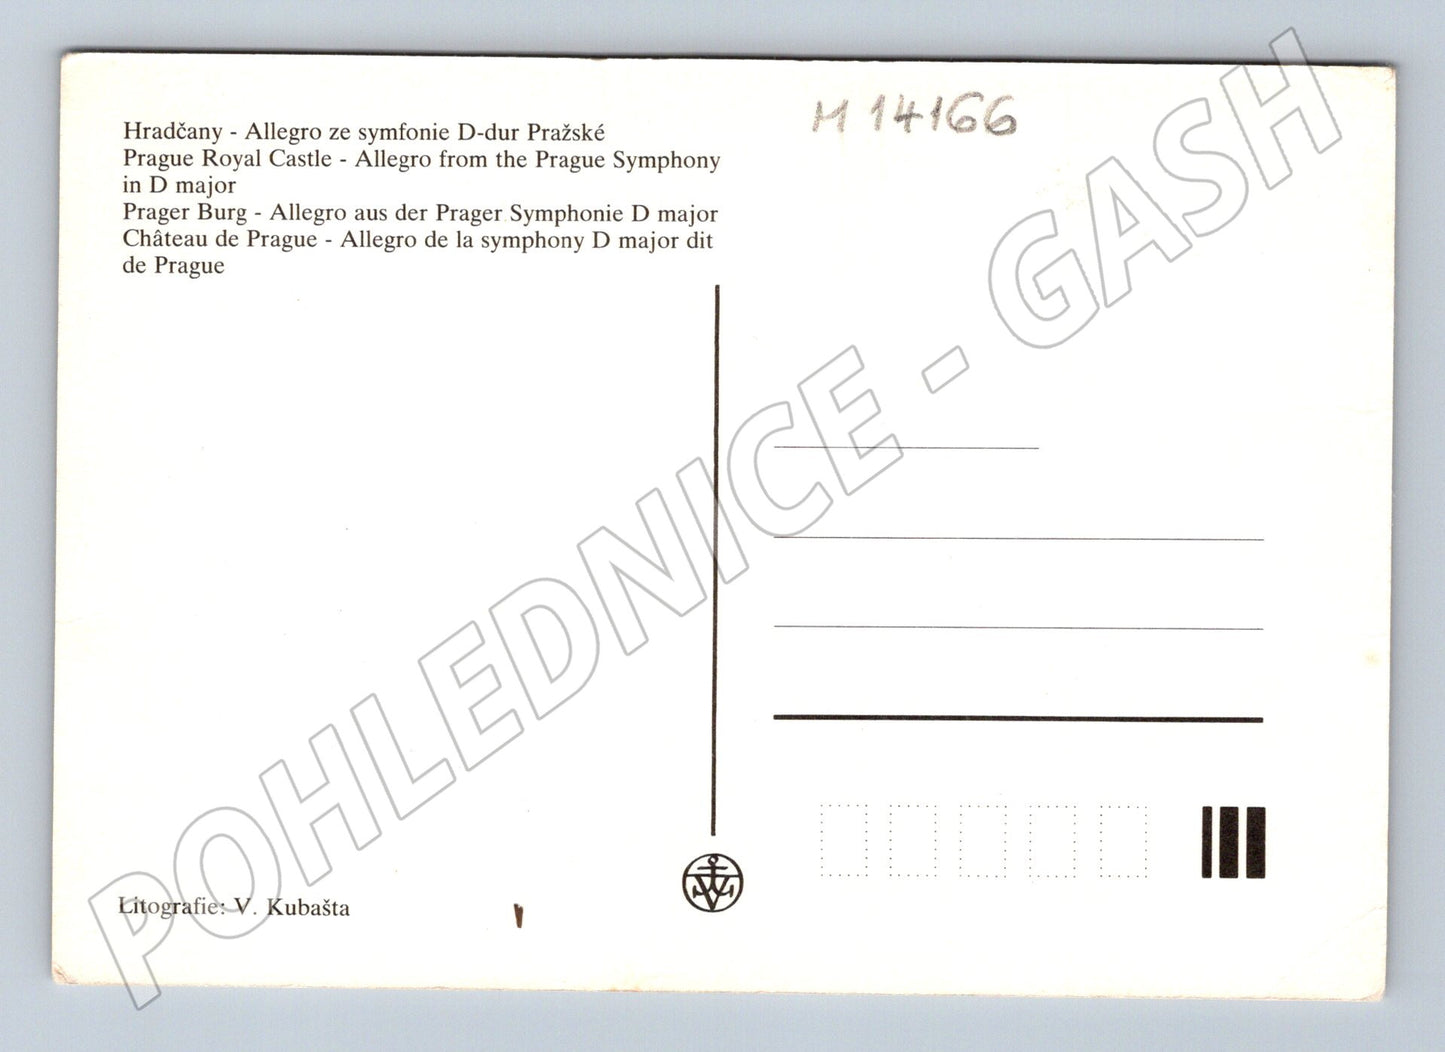 M 14166
Hradčany - Allegro ze symfonie D-dur Pražské
Prague Royal Castle - Allegro from the Prague Symphony
in D major
Prager Burg - Allegro aus der Prager Symphonie D major
Château de Prague - Allegro de la symphony D major dit
de Prague
POHLEDNICE - GASH
Litografie: V. Kubašta